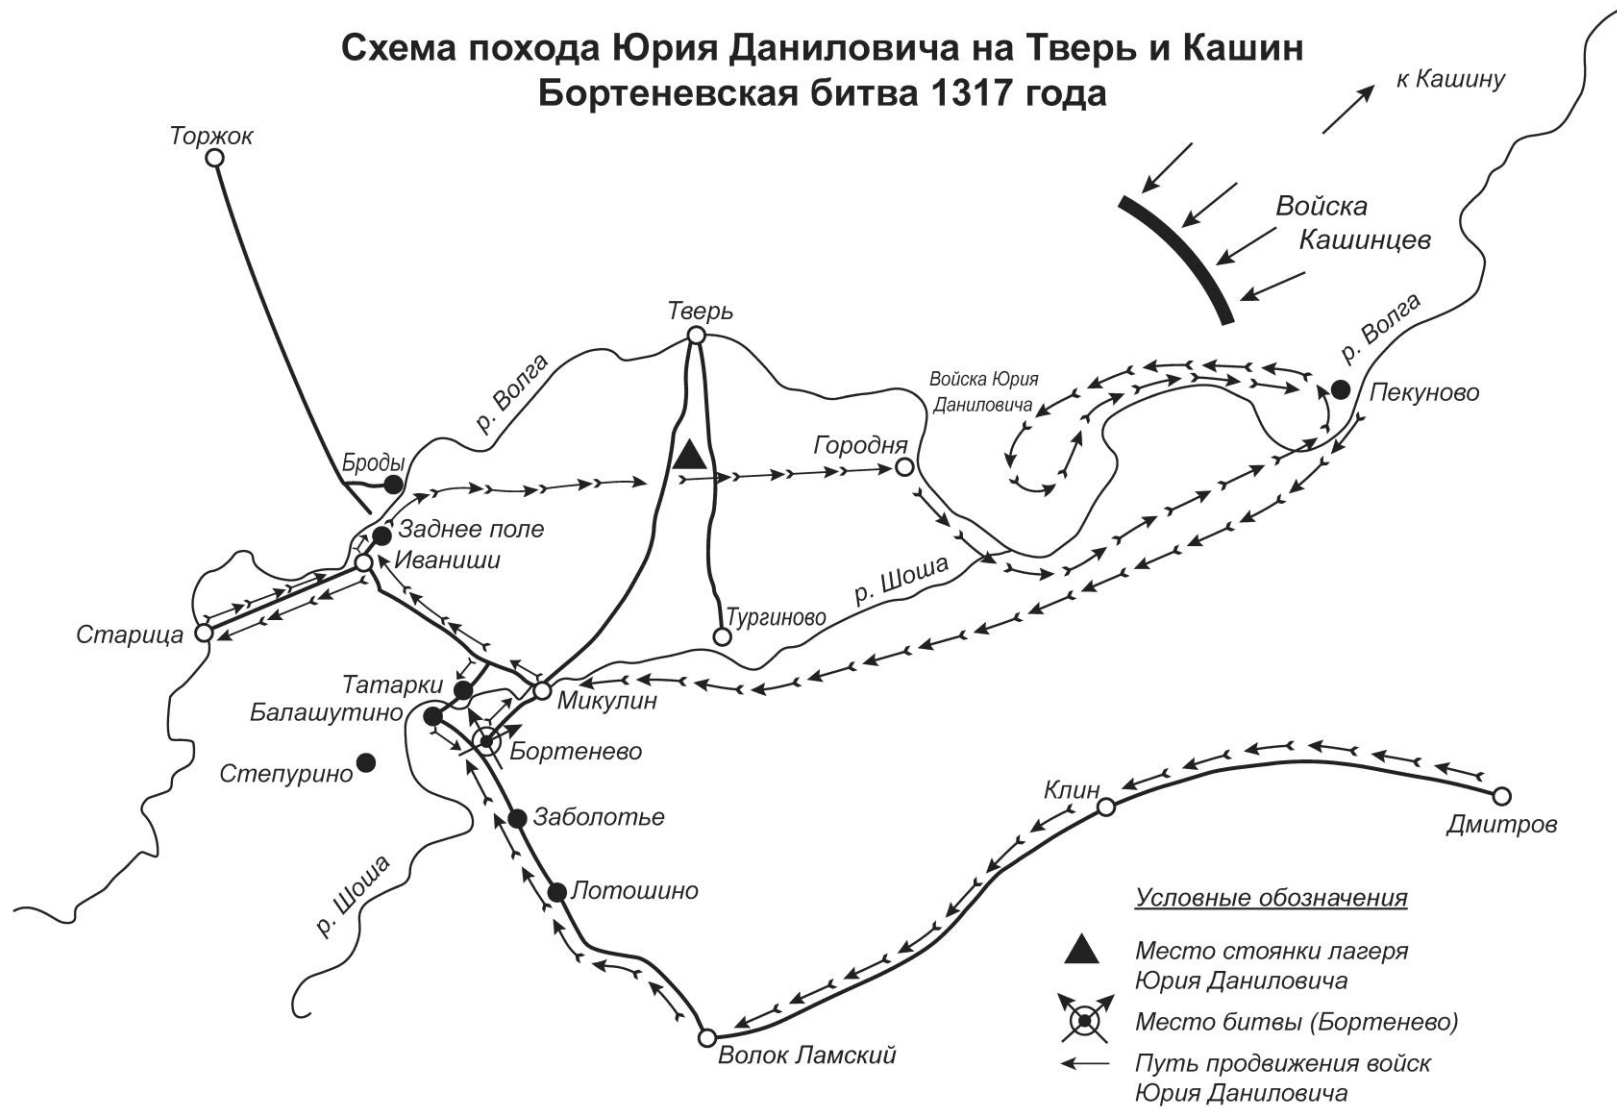 Схема похода Юрия Даниловича на Тверь и Кашин
Бортеневская битва 1317 года
к Кашину
Торжок
Войска
Кашинцев
Тверь
р. Волга
р. Волга
Войска Юрия
Даниловича
Пекуново
Городня
Броды
Заднее поле
Иваниши
р. Шоша
Тургиново
Старица
Татарки
Микулин
Балашутино
Бортенево
Степурино
Клин
Заболотье
Дмитров
Лотошино
р. Шоша
Волок Ламский
Условные обозначения
Место стоянки лагеря
Юрия Даниловича
Место битвы (Бортенево)
Путь продвижения войск
Юрия Даниловича